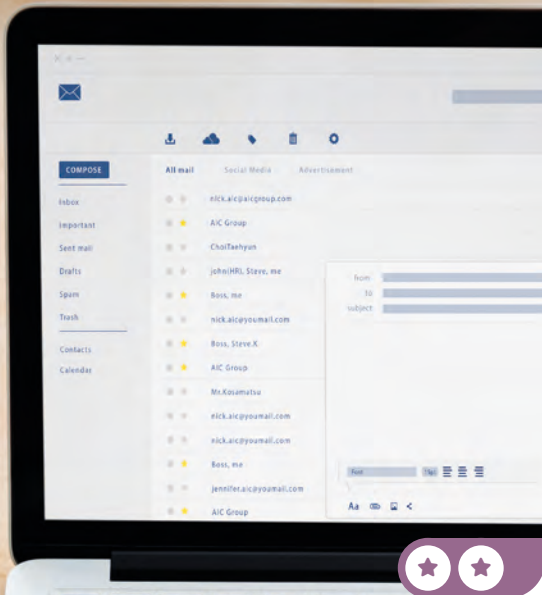 COMPOSE
Inbox
Important
Sent mail
Drafts
Spam
Trash
Contacts
Calendar
All mail Social Media Advertisement
nick.aic@aicgroup.com
AIC Group
ChoiTaehyun
john(HR), Steve, me
Boss, me
nick.aic@youmail.com
Boss, Steve.K
AIC Group
Mr.Kosamatsu
nick.aic@youmail.com
nick.aic@youmail.com
Boss, me
jennifer.aic@youmail.com
AIC Group
from
to
subject
Font
Aa